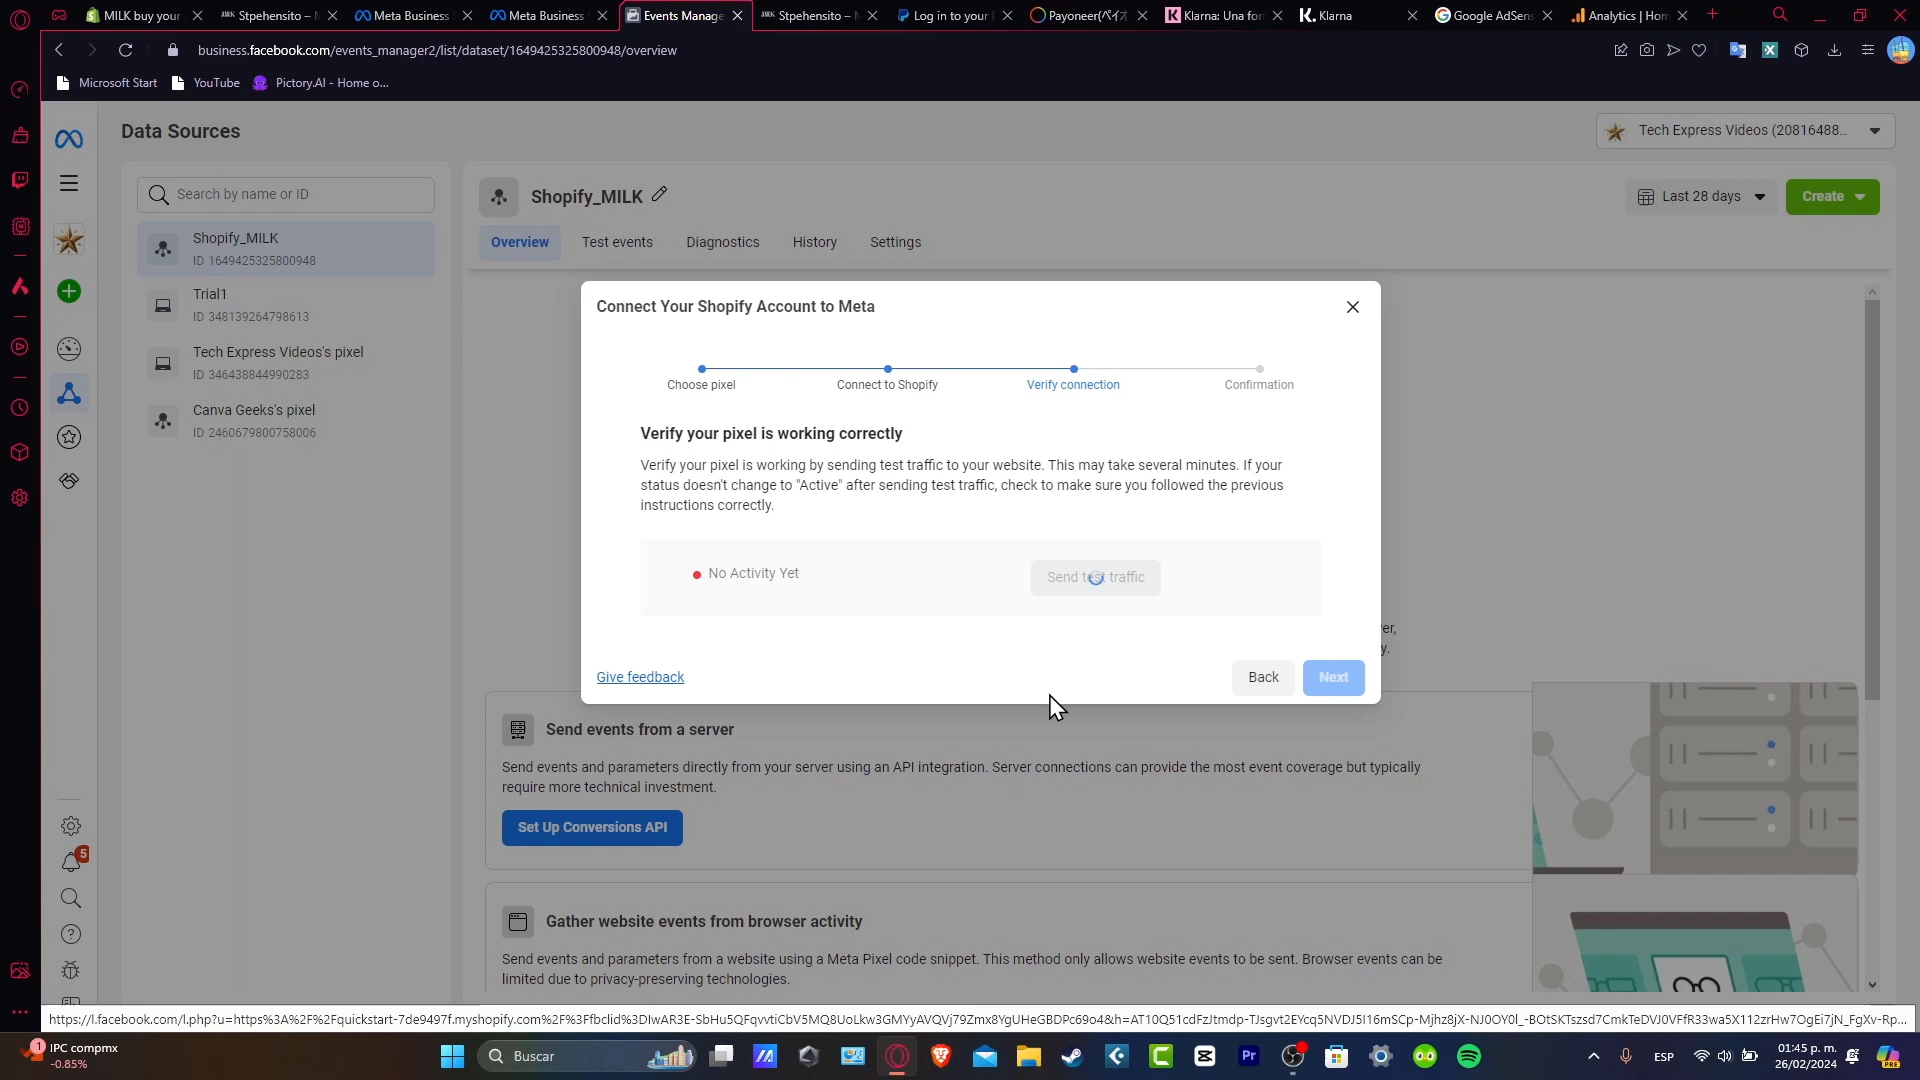 MILK buy your
Stpehensito –
Meta Business
Meta Business
Events Manage
Stpehensito –
Log in to your
Payoneer(ペイオ
Klarna: Una for
Klarna
Google AdSens
Analytics | Hom
business.facebook.com/events_manager2/list/dataset/1649425325800948/overview
Microsoft Start
YouTube
Pictory.AI - Home o...
Data Sources
Tech Express Videos (20816488...
Search by name or ID
Shopify_MILK
Last 28 days
Create
Shopify_MILK
ID 1649425325800948
Overview
Test events
Diagnostics
History
Settings
Trial1
ID 348139264798613
Connect Your Shopify Account to Meta
Tech Express Videos's pixel
ID 346438844990283
Choose pixel
Connect to Shopify
Verify connection
Confirmation
Canva Geeks's pixel
ID 2460679800758006
Verify your pixel is working correctly
Verify your pixel is working by sending test traffic to your website. This may take several minutes. If your
status doesn't change to "Active" after sending test traffic, check to make sure you followed the previous
instructions correctly.
No Activity Yet
Send test traffic
er,
y.
Give feedback
Back
Next
Send events from a server
Send events and parameters directly from your server using an API integration. Server connections can provide the most event coverage but typically
require more technical investment.
Set Up Conversions API
5
Gather website events from browser activity
Send events and parameters from a website using a Meta Pixel code snippet. This method only allows website events to be sent. Browser events can be
limited due to privacy-preserving technologies.
1
IPC compmx
-0.85%
Buscar
Pr
ESP
01:45 p. m.
26/02/2024
PRE